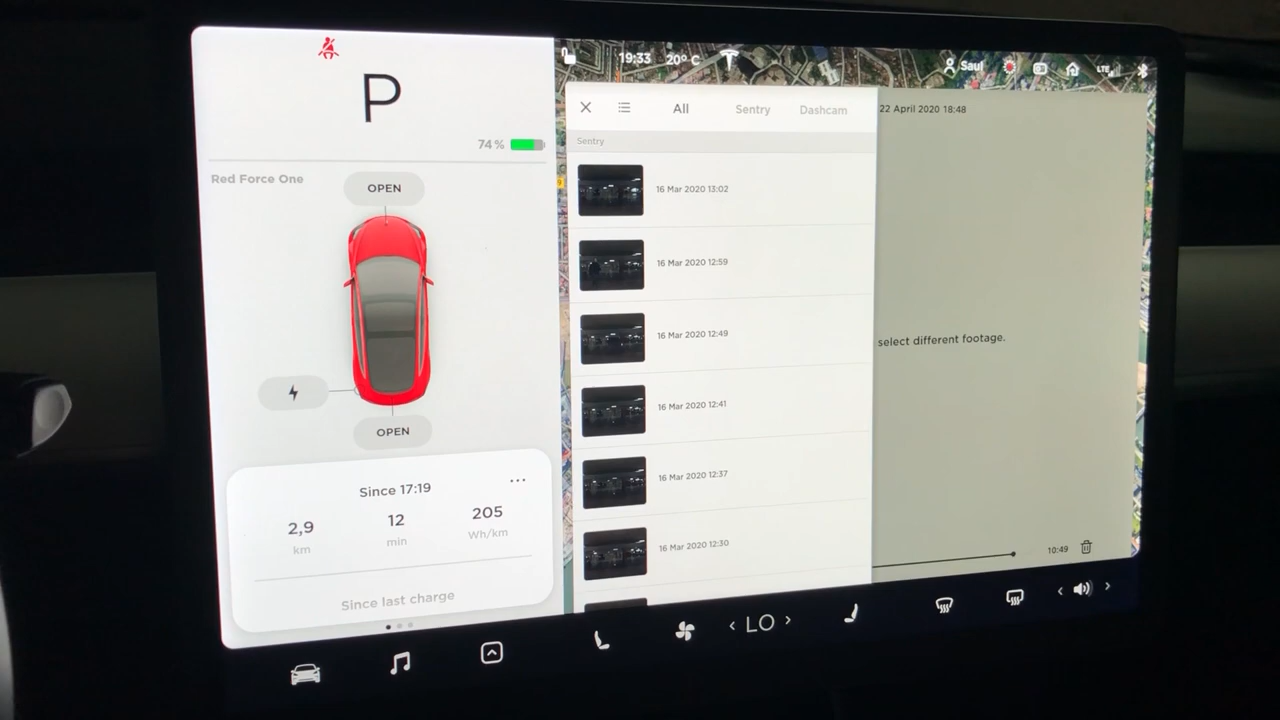 P
74 %
Red Force One
OPEN
OPEN
Since 17:19
...
2,9
12
205
km
min
Wh/km
Since last charge
19:33
20° C
Saul
LTE
All
Sentry
Dashcam
22 April 2020 18:48
Sentry
16 Mar 2020 13:02
16 Mar 2020 12:59
16 Mar 2020 12:49
16 Mar 2020 12:41
16 Mar 2020 12:37
16 Mar 2020 12:30
select different footage.
10:49
< LO >